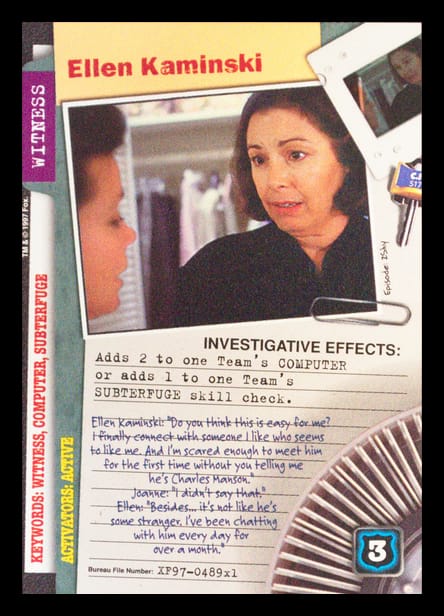 Ellen Kaminski
WITNESS
TM & © 1997 Fox.
KEYWORDS: WITNESS, COMPUTER, SUBTERFUGE
ACTIVATORS: ACTIVE
Episode: 2Shy
INVESTIGATIVE EFFECTS:
Adds 2 to one Team's COMPUTER
or adds 1 to one Team's
SUBTERFUGE skill check.
Ellen Kaminski: "Do you think this is easy for me?
I finally connect with someone I like who seems
to like me. And I'm scared enough to meet him
for the first time without you telling me
he's Charles Manson."
Joanne: "I didn't say that."
Ellen: "Besides... it's not like he's
some stranger. I've been chatting
with him every day for
over a month."
Bureau File Number: XF97-0489x1
3